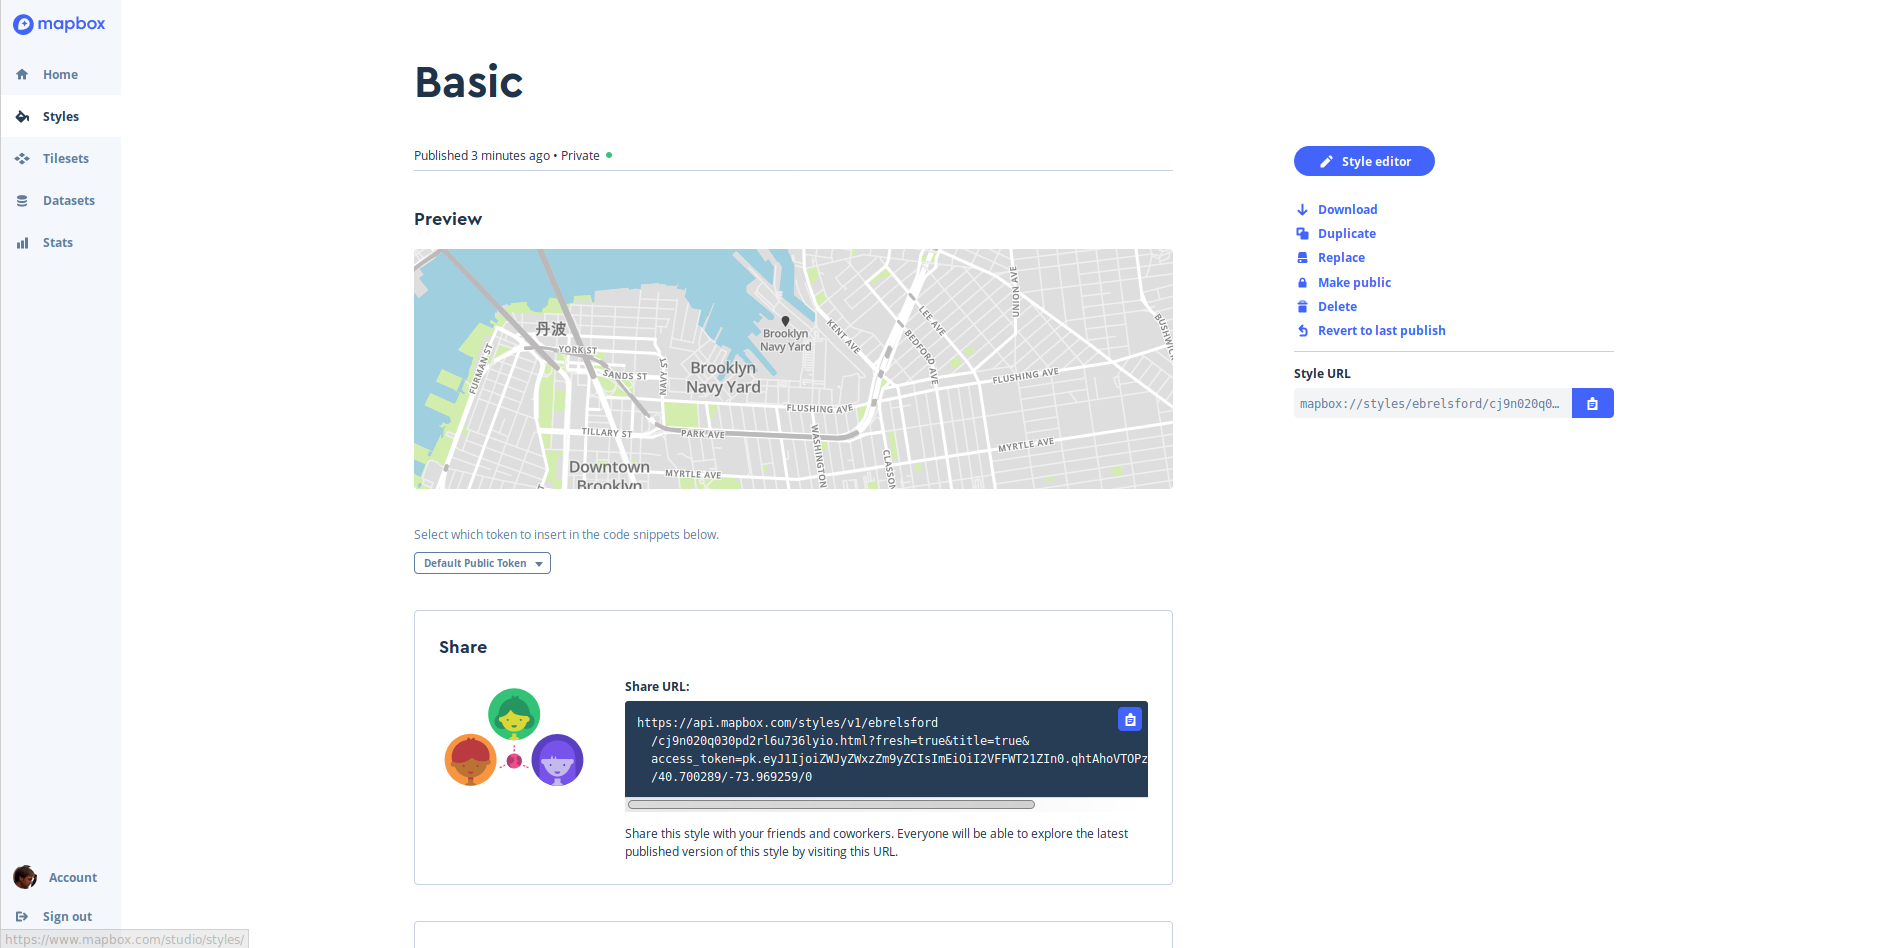 mapbox
Home
Styles
Tilesets
Datasets
Stats
Account
Sign out
https://www.mapbox.com/studio/styles/
Basic
Published 3 minutes ago • Private
Preview
丹波
YORK ST
SANDS ST
NAVY ST
FURMAN ST
Brooklyn
Navy Yard
Brooklyn
Navy Yard
KENT AVE
LEE AVE
BEDFORD AVE
UNION AVE
FLUSHING AVE
FLUSHING AVE
TILLARY ST
PARK AVE
WASHINGTON
MYRTLE AVE
MYRTLE AVE
Downtown
Brooklyn
Select which token to insert in the code snippets below.
Default Public Token
Share
Share URL:
https://api.mapbox.com/styles/v1/ebrelsford
/cj9n020q030pd2rl6u736lyio.html?fresh=true&title=true&
access_token=pk.eyJ1IjoiZWJyZWxzZm9yZCIsImEiOiI2VFFWT21ZIn0.qhtAhoVTOPz
/40.700289/-73.969259/0
Share this style with your friends and coworkers. Everyone will be able to explore the latest
published version of this style by visiting this URL.
Style editor
Download
Duplicate
Replace
Make public
Delete
Revert to last publish
Style URL
mapbox://styles/ebrelsford/cj9n020q0…